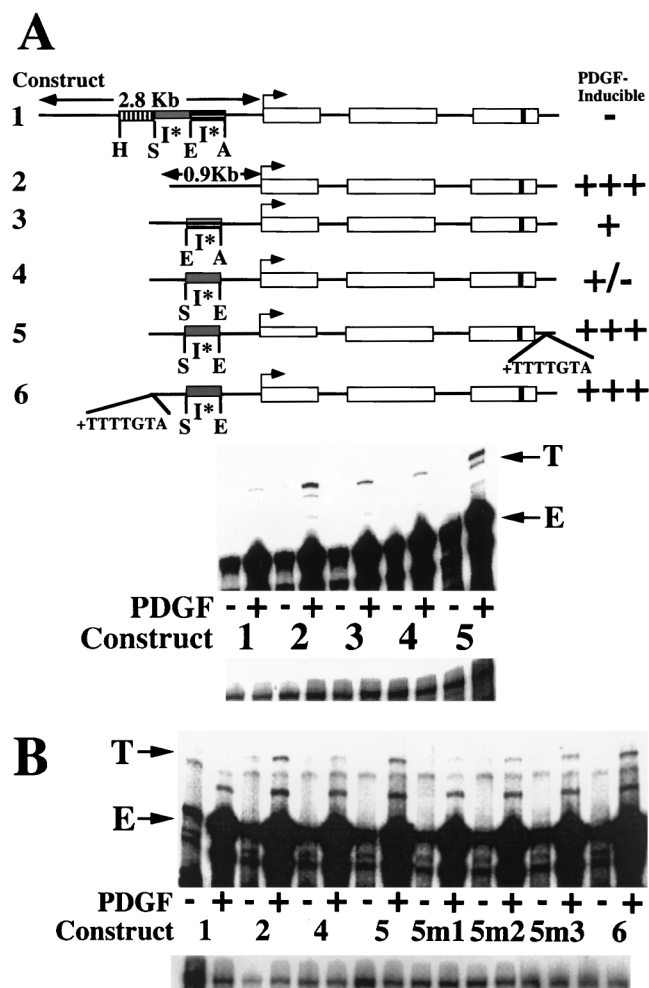 A
Construct
PDGF-
Inducible
2.8 Kb
1
I* I*
-
H S E A
2
0.9Kb
+++
3
I*
+
E A
4
I*
+/-
S E
5
I*
+++
S E
+TTTTGTA
6
I*
+++
+TTTTGTA
S E
T
E
PDGF - + - + - + - + - +
Construct 1 2 3 4 5
B
T
E
PDGF - + - + - + - + - + - + - + - +
Construct 1 2 4 5 5m1 5m2 5m3 6